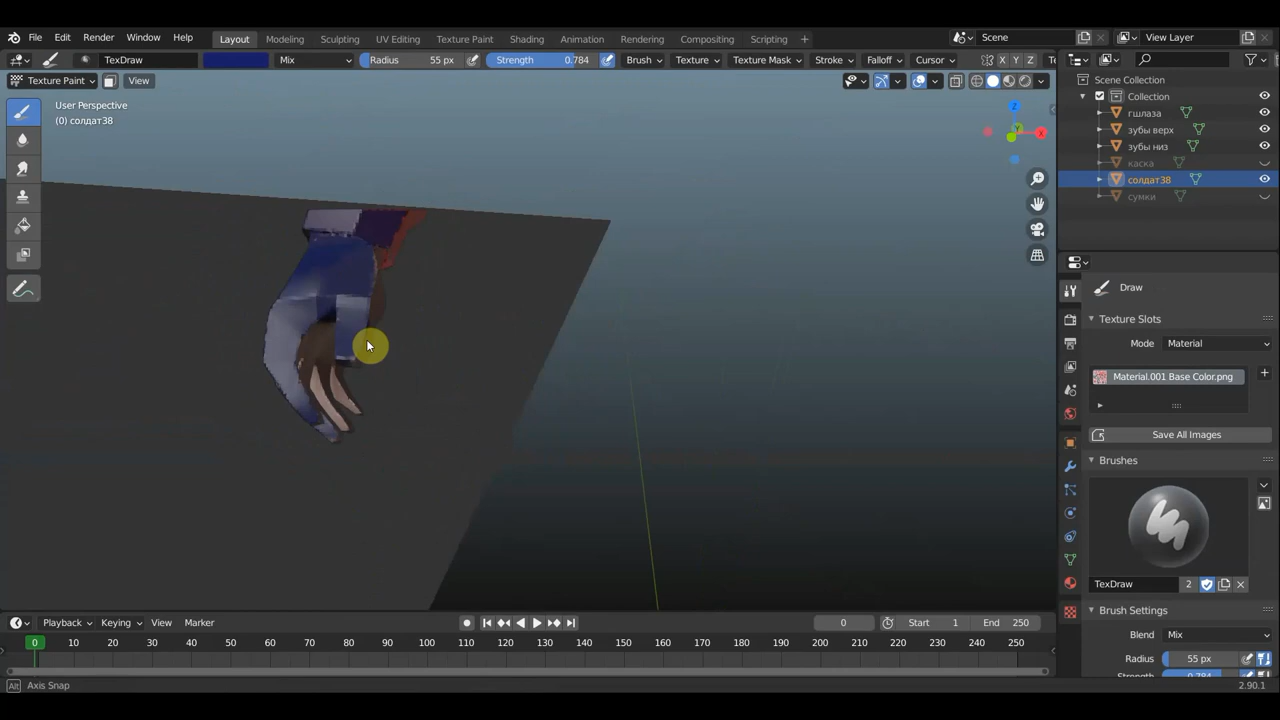 File Edit Render Window Help Layout Modeling Sculpting UV Editing Texture Paint Shading Animation Rendering Compositing Scripting + Scene View Layer
TexDraw Mix Radius 55 px Strength 0.784 Brush Texture Texture Mask Stroke Falloff Cursor X Y Z
Texture Paint View
User Perspective
(0) солдат38
Z
Y
X
Scene Collection
Collection
гшлаза
зубы верх
зубы низ
каска
солдат38
сумки
Draw
Texture Slots
Mode Material
Material.001 Base Color.png
Save All Images
Brushes
TexDraw 2
Brush Settings
Blend Mix
Radius 55 px
Strength 0.784
Playback Keying View Marker 0 Start 1 End 250
0 10 20 30 40 50 60 70 80 90 100 110 120 130 140 150 160 170 180 190 200 210 220 230 240 250
Alt Axis Snap 2.90.1